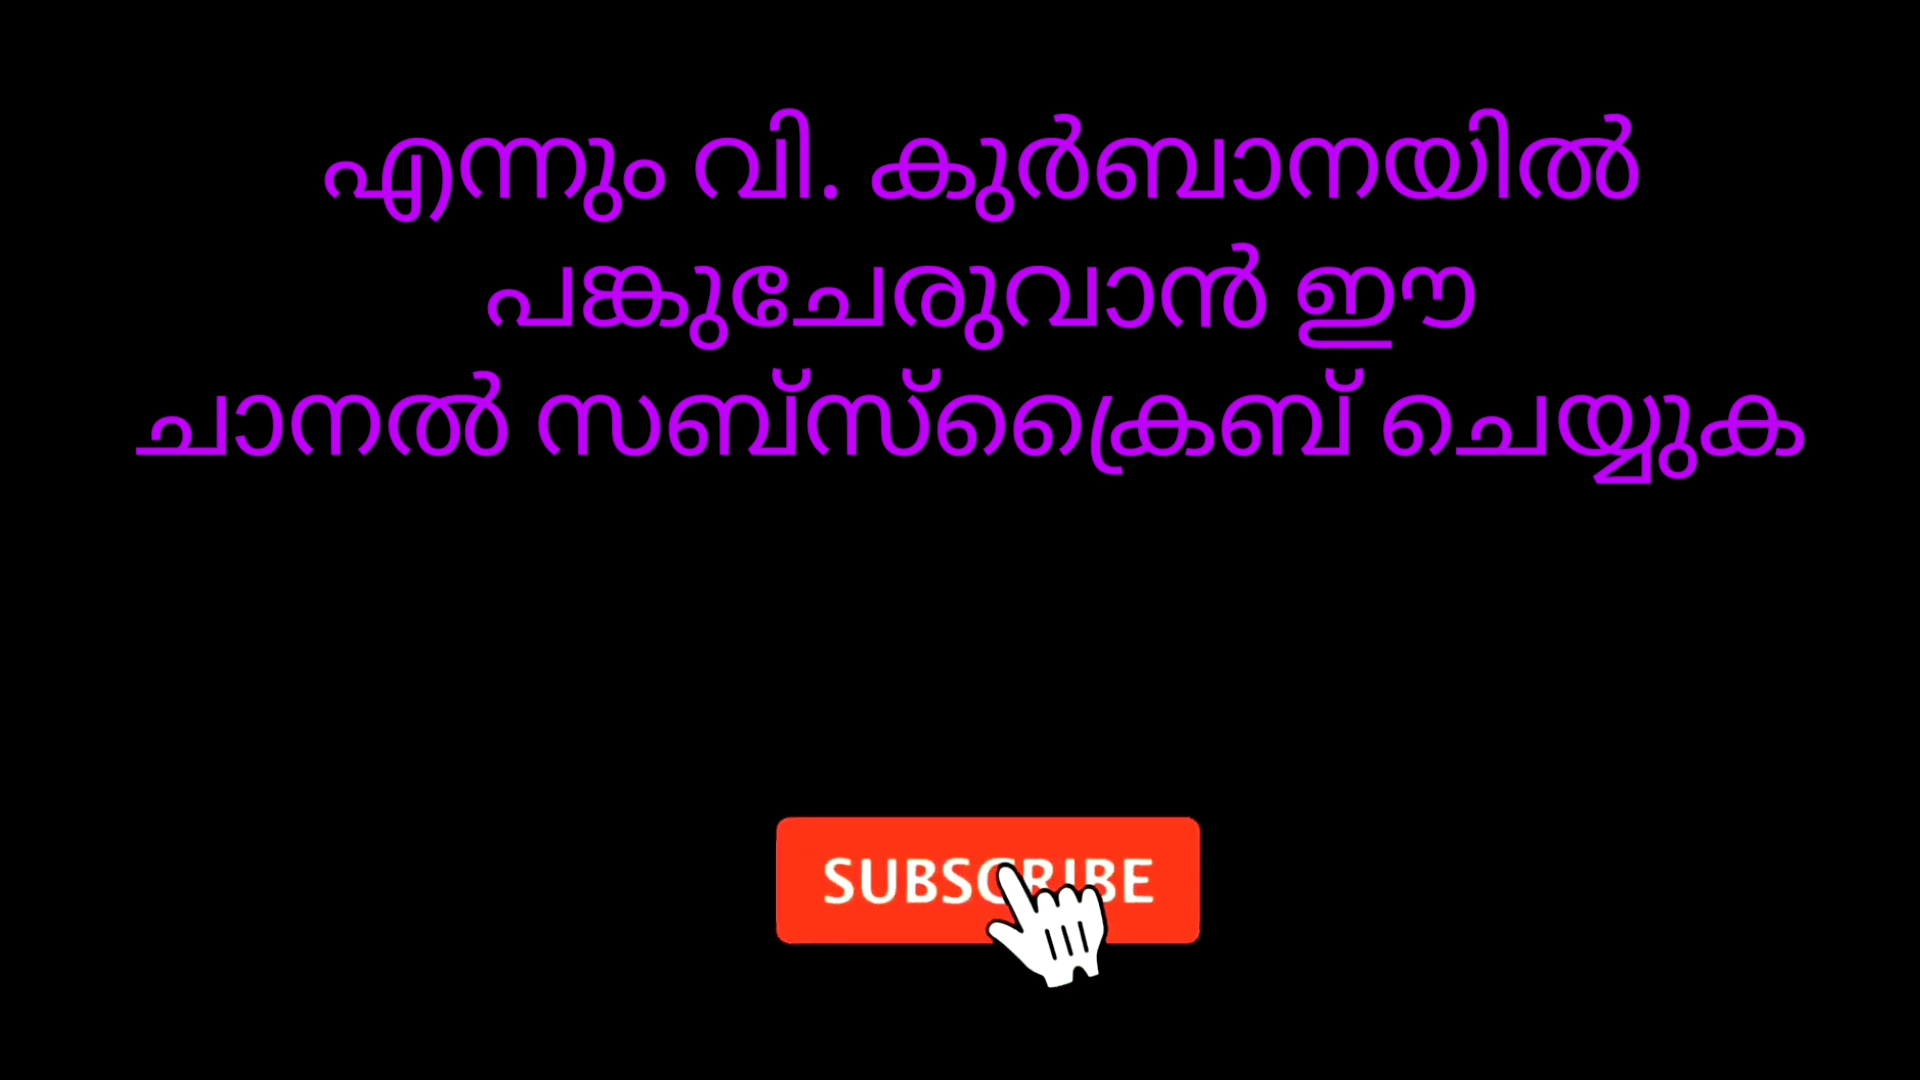 എന്നും വി. കുർബാനയിൽ
പങ്കുചേരുവാൻ ഈ
ചാനൽ സബ്സ്ക്രൈബ് ചെയ്യുക
SUBSCRIBE